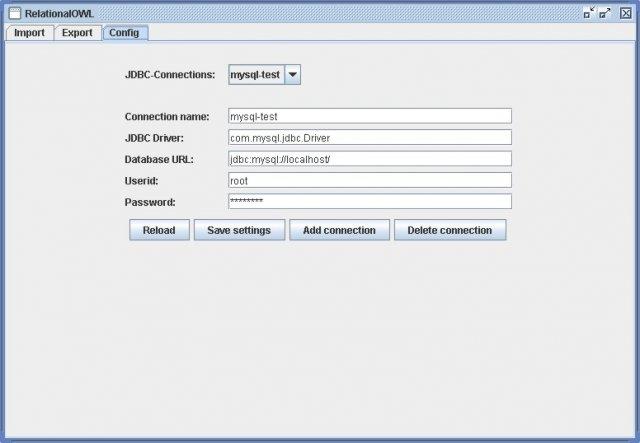 RelationalOWL
Import Export Config
JDBC-Connections: mysql-test
Connection name: mysql-test
JDBC Driver: com.mysql.jdbc.Driver
Database URL: jdbc:mysql://localhost/
Userid: root
Password: ********
Reload Save settings Add connection Delete connection